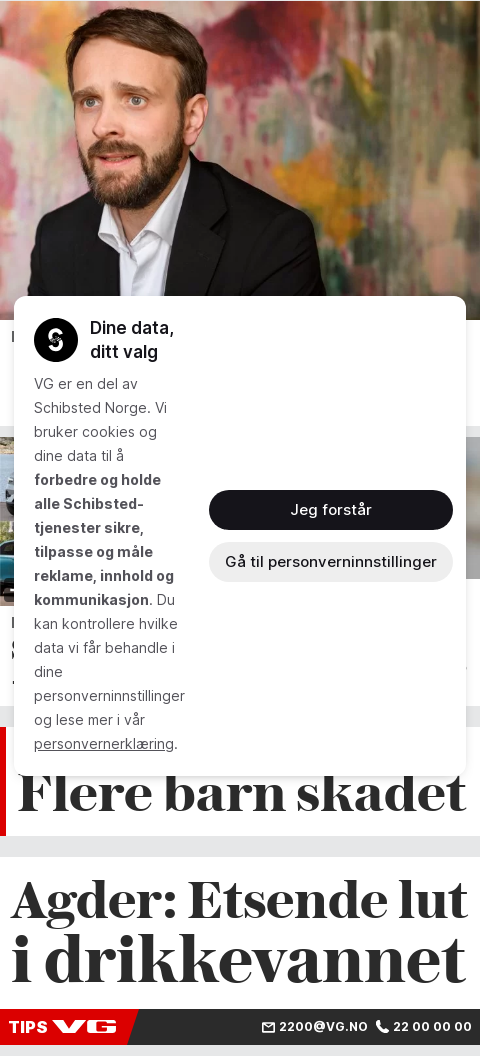 Dine data,
ditt valg
VG er en del av
Schibsted Norge. Vi
bruker cookies og
dine data til å
forbedre og holde
alle Schibsted-
tjenester sikre,
tilpasse og måle
reklame, innhold og
kommunikasjon. Du
kan kontrollere hvilke
data vi får behandle i
dine
personverninnstillinger
og lese mer i vår
personvernerklæring.
Jeg forstår
Gå til personverninnstillinger
Flere barn skadet
Agder: Etsende lut
i drikkevannet
TIPS VG 2200@VG.NO 22 00 00 00